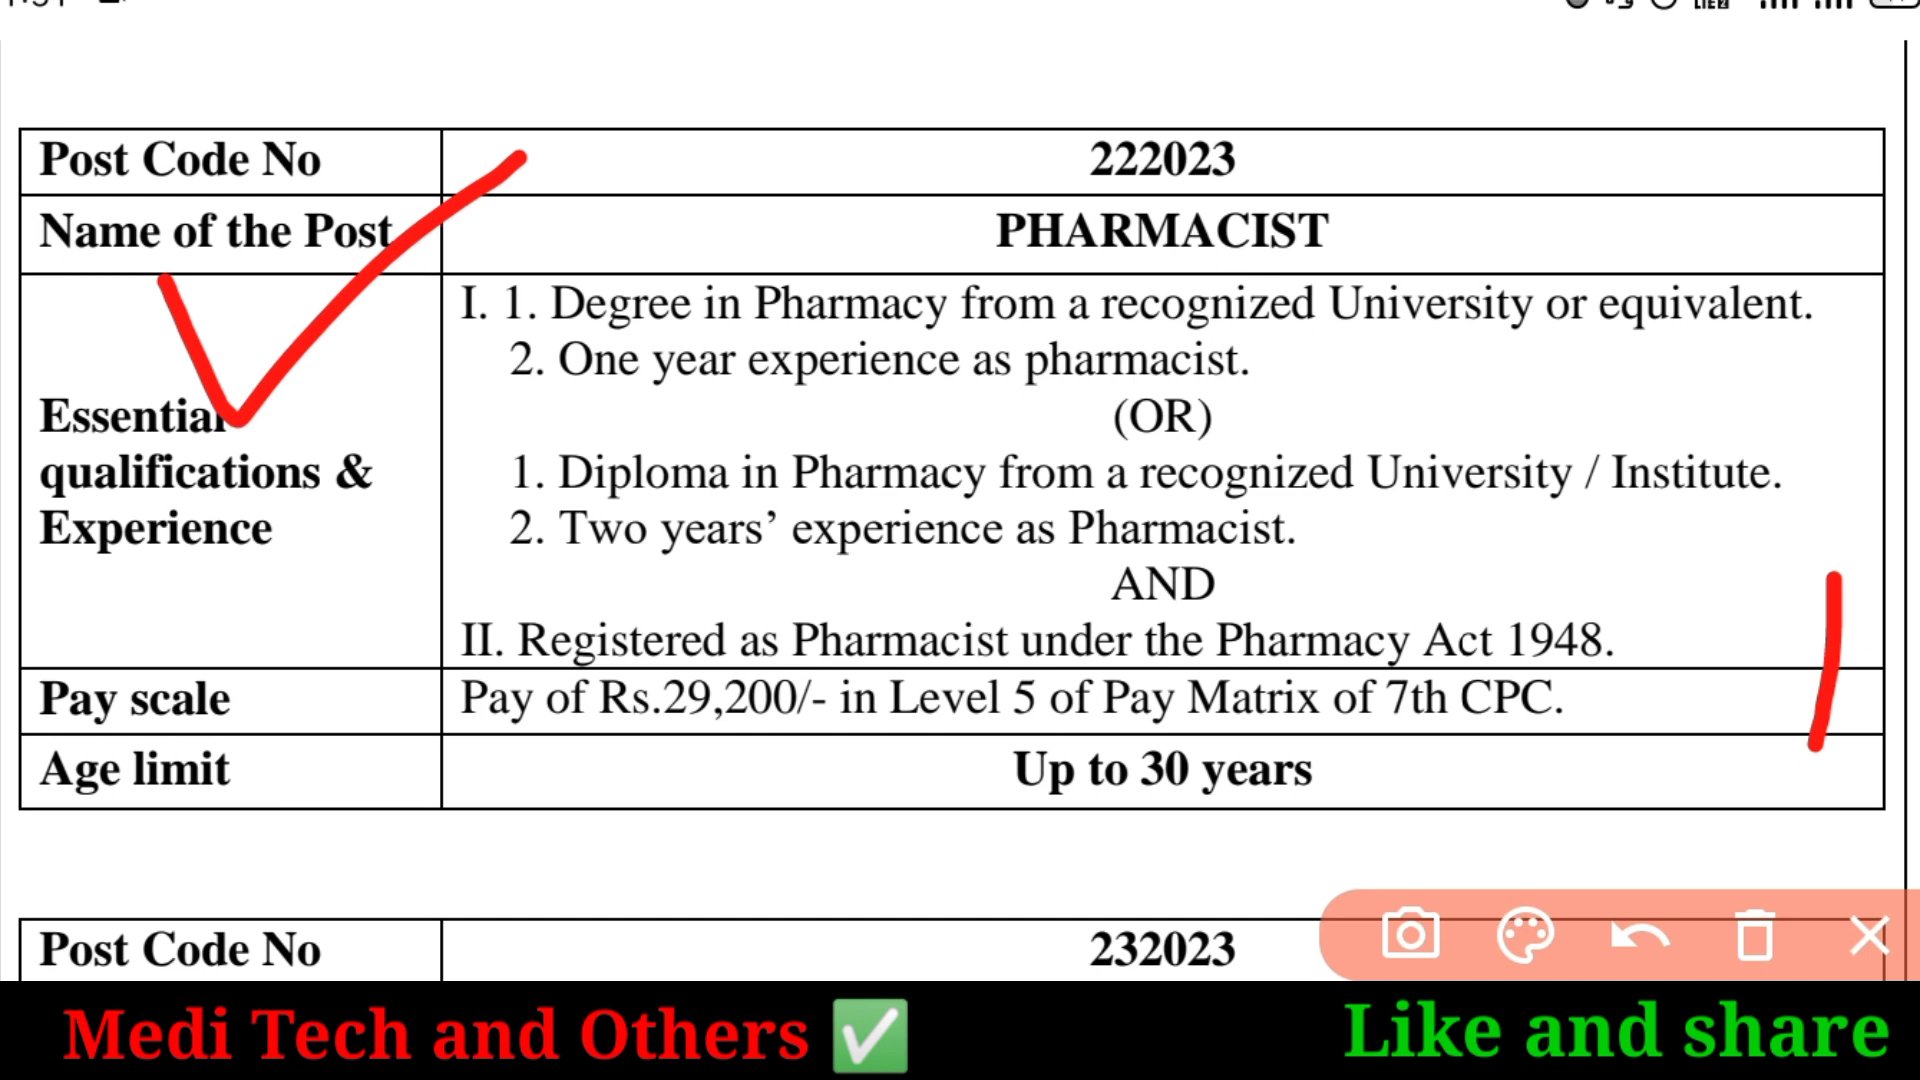 Post Code No 222023
Name of the Post PHARMACIST
Essential qualifications & Experience
I. 1. Degree in Pharmacy from a recognized University or equivalent.
2. One year experience as pharmacist.
(OR)
1. Diploma in Pharmacy from a recognized University / Institute.
2. Two years’ experience as Pharmacist.
AND
II. Registered as Pharmacist under the Pharmacy Act 1948.
Pay scale Pay of Rs.29,200/- in Level 5 of Pay Matrix of 7th CPC.
Age limit Up to 30 years
Post Code No 232023
Medi Tech and Others ✅ Like and share